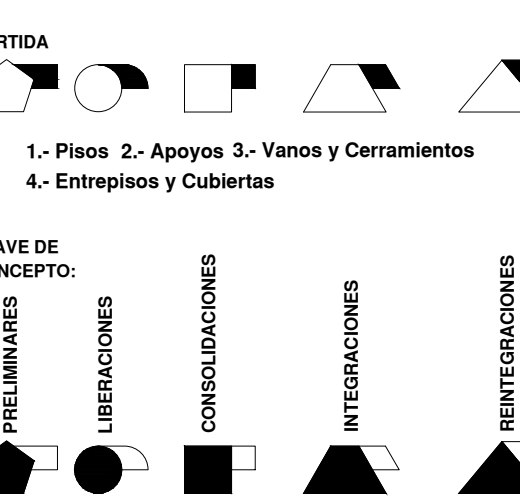 RTIDA
1.- Pisos 2.- Apoyos 3.- Vanos y Cerramientos
4.- Entrepisos y Cubiertas
AVE DE
NCEPTO:
PRELIMINARES
LIBERACIONES
CONSOLIDACIONES
INTEGRACIONES
REINTEGRACIONES